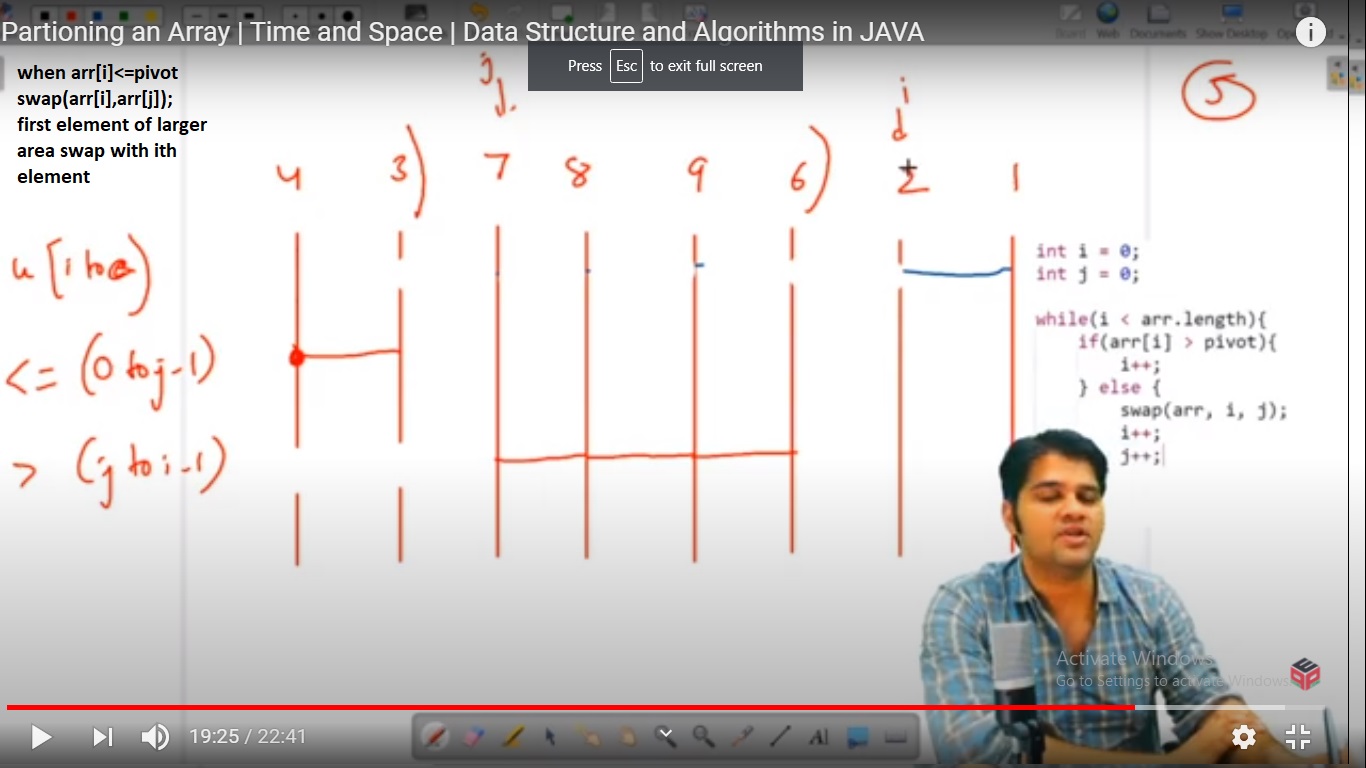 Partioning an Array | Time and Space | Data Structure and Algorithms in JAVA
Board Web Documents Show Desktop
Press Esc to exit full screen
when arr[i]<=pivot
swap(arr[i],arr[j]);
first element of larger
area swap with ith
element
j
j
i
5
4 3) 7 8 9 6) 2 1
<= (0 to j-1)
> (j to i-1)
int i = 0;
int j = 0;
while(i < arr.length){
if(arr[i] > pivot){
i++;
} else {
swap(arr, i, j);
i++;
j++;
Activate Windows
Go to Settings to activate Windows.
19:25 / 22:41
AI